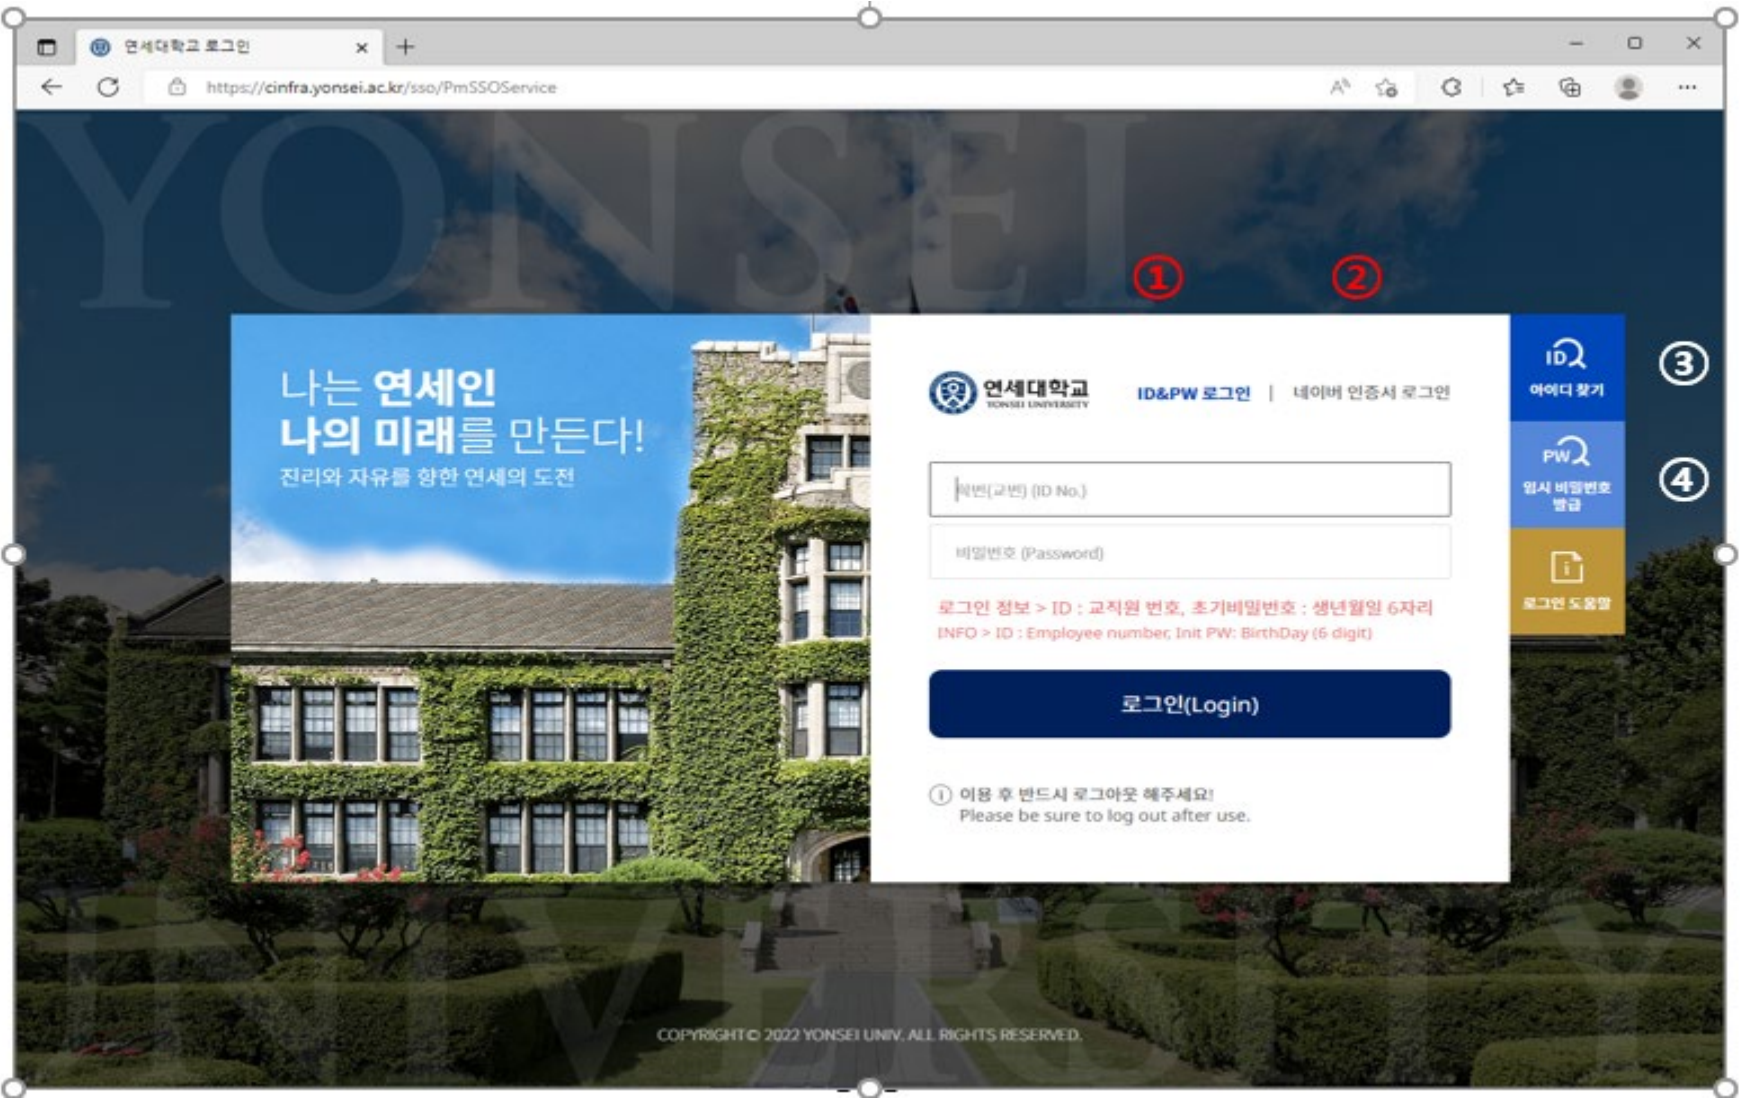 연세대학교 로그인
https://cinfra.yonsei.ac.kr/sso/PmSSOService
YONSEI
① ②
나는 연세인
나의 미래를 만든다!
진리와 자유를 향한 연세의 도전
연세대학교
YONSEI UNIVERSITY
ID&PW 로그인 | 네이버 인증서 로그인
학번(교번) (ID No.)
비밀번호 (Password)
로그인 정보 > ID : 교직원 번호, 초기비밀번호 : 생년월일 6자리
INFO > ID : Employee number, Init PW: BirthDay (6 digit)
로그인(Login)
이용 후 반드시 로그아웃 해주세요!
Please be sure to log out after use.
ID
아이디 찾기
③
PW
임시 비밀번호
발급
④
로그인 도움말
UNIVERSITY
COPYRIGHT© 2022 YONSEI UNIV. ALL RIGHTS RESERVED.